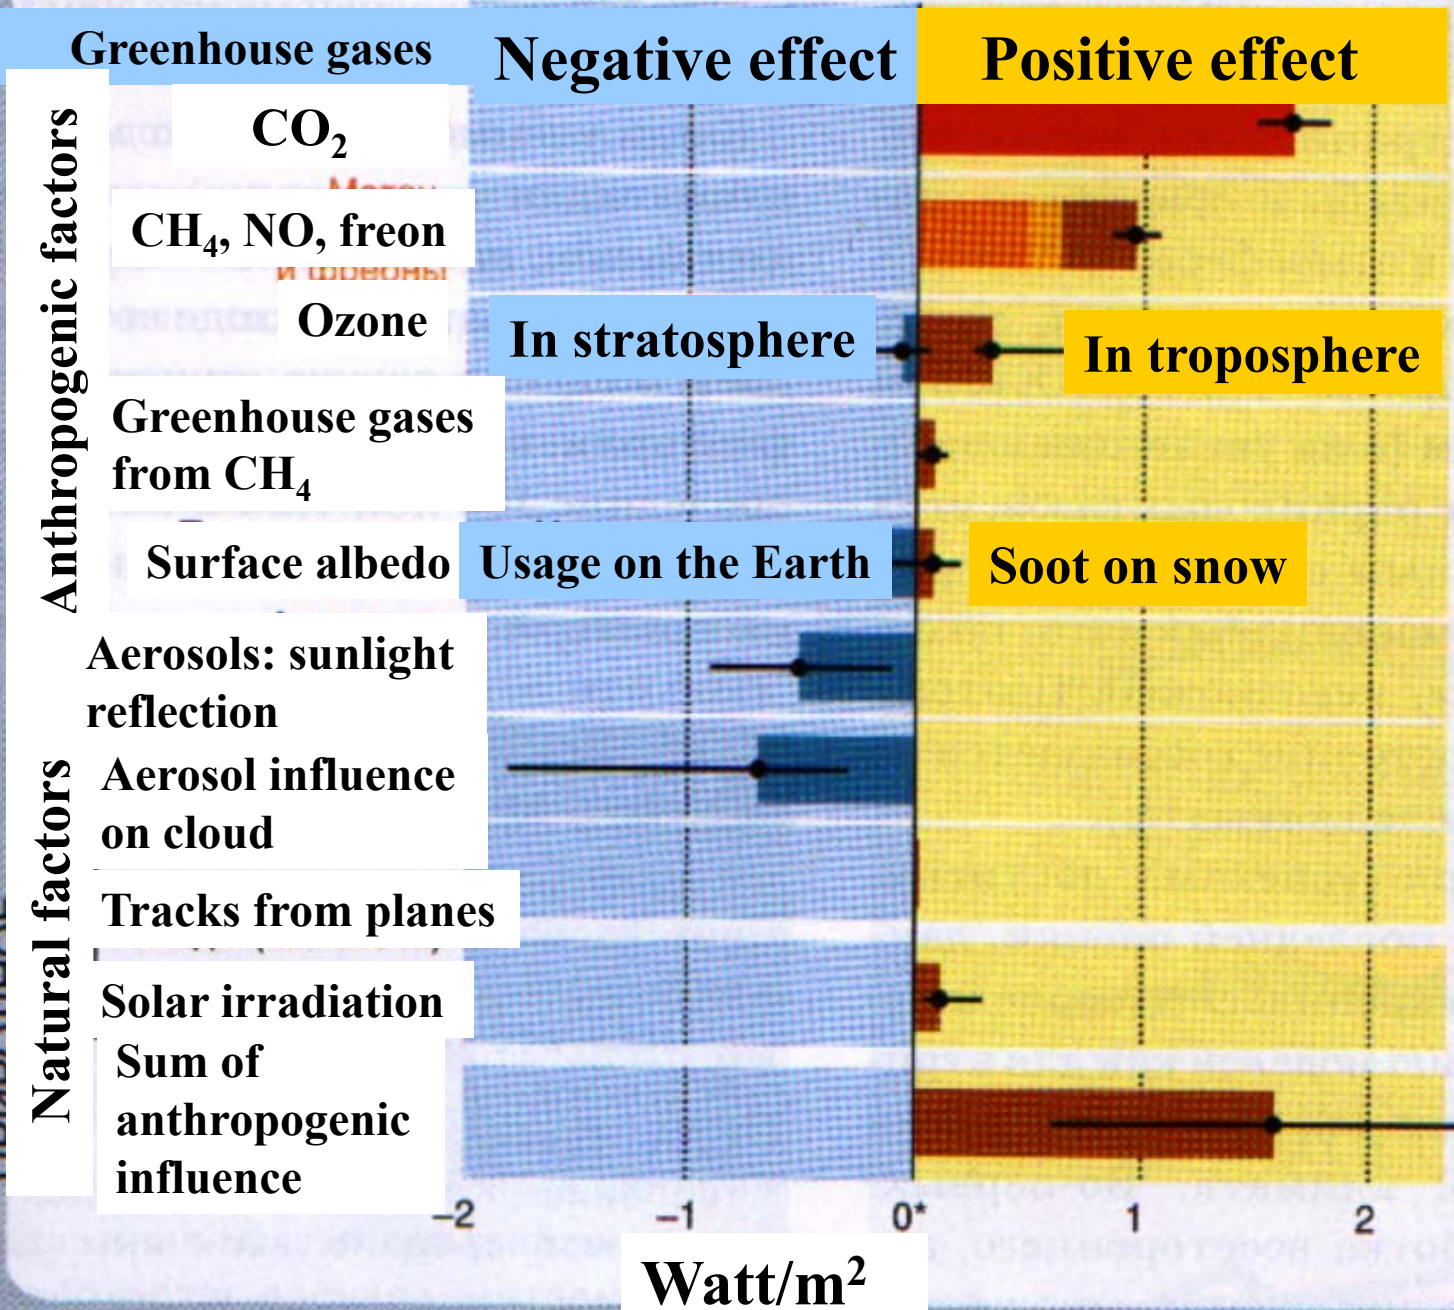 Greenhouse gases
Negative effect
Positive effect
Anthropogenic factors
CO₂
CH₄, NO, freon
и фреоны
Ozone
In stratosphere
In troposphere
Greenhouse gases
from CH₄
Surface albedo
Usage on the Earth
Soot on snow
Aerosols: sunlight
reflection
Natural factors
Aerosol influence
on cloud
Tracks from planes
Solar irradiation
Sum of
anthropogenic
influence
−2
−1
0*
1
2
Watt/m²